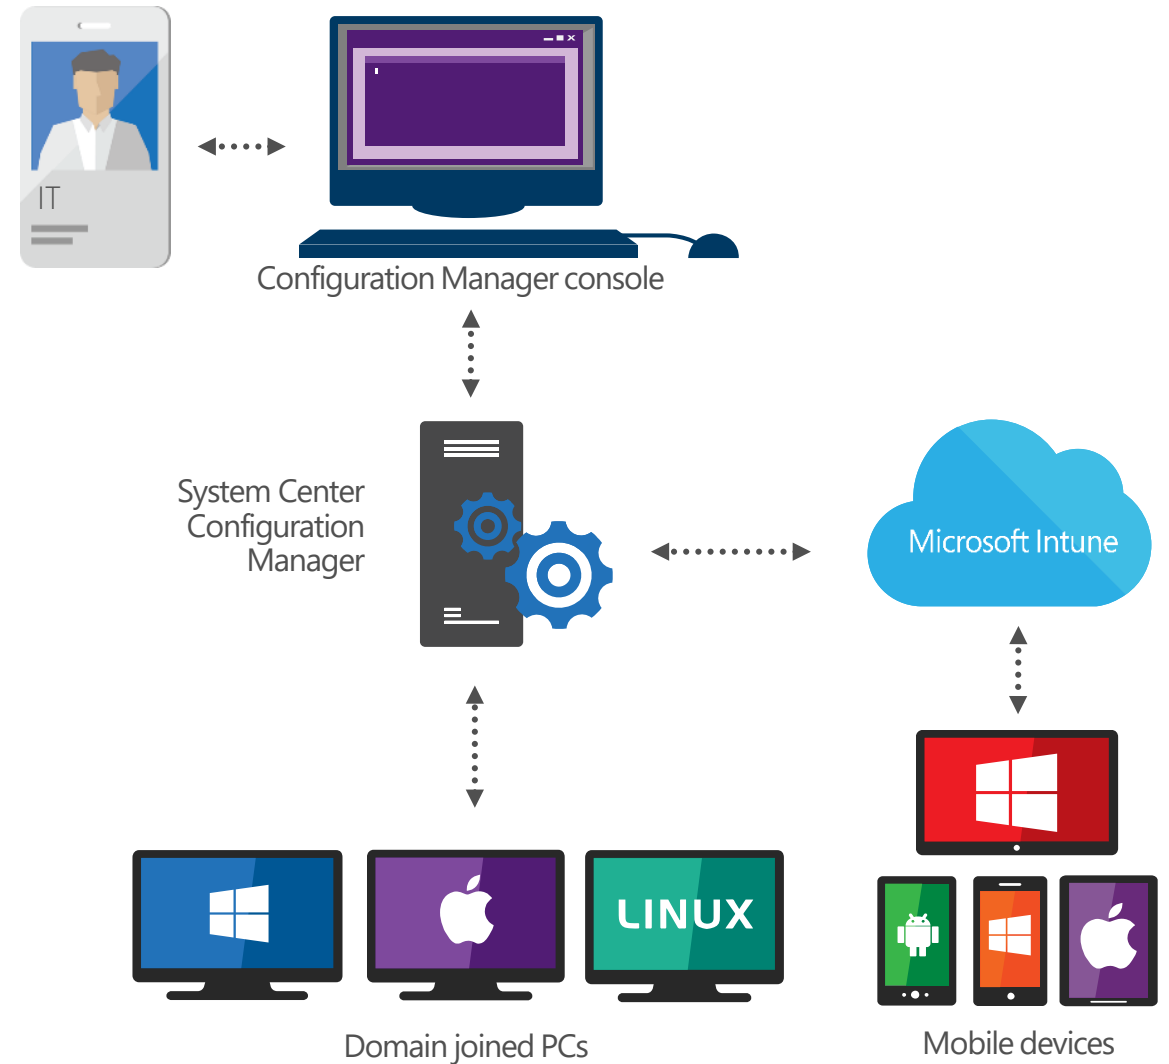 IT
Configuration Manager console
System Center
Configuration
Manager
Microsoft Intune
LINUX
Domain joined PCs
Mobile devices